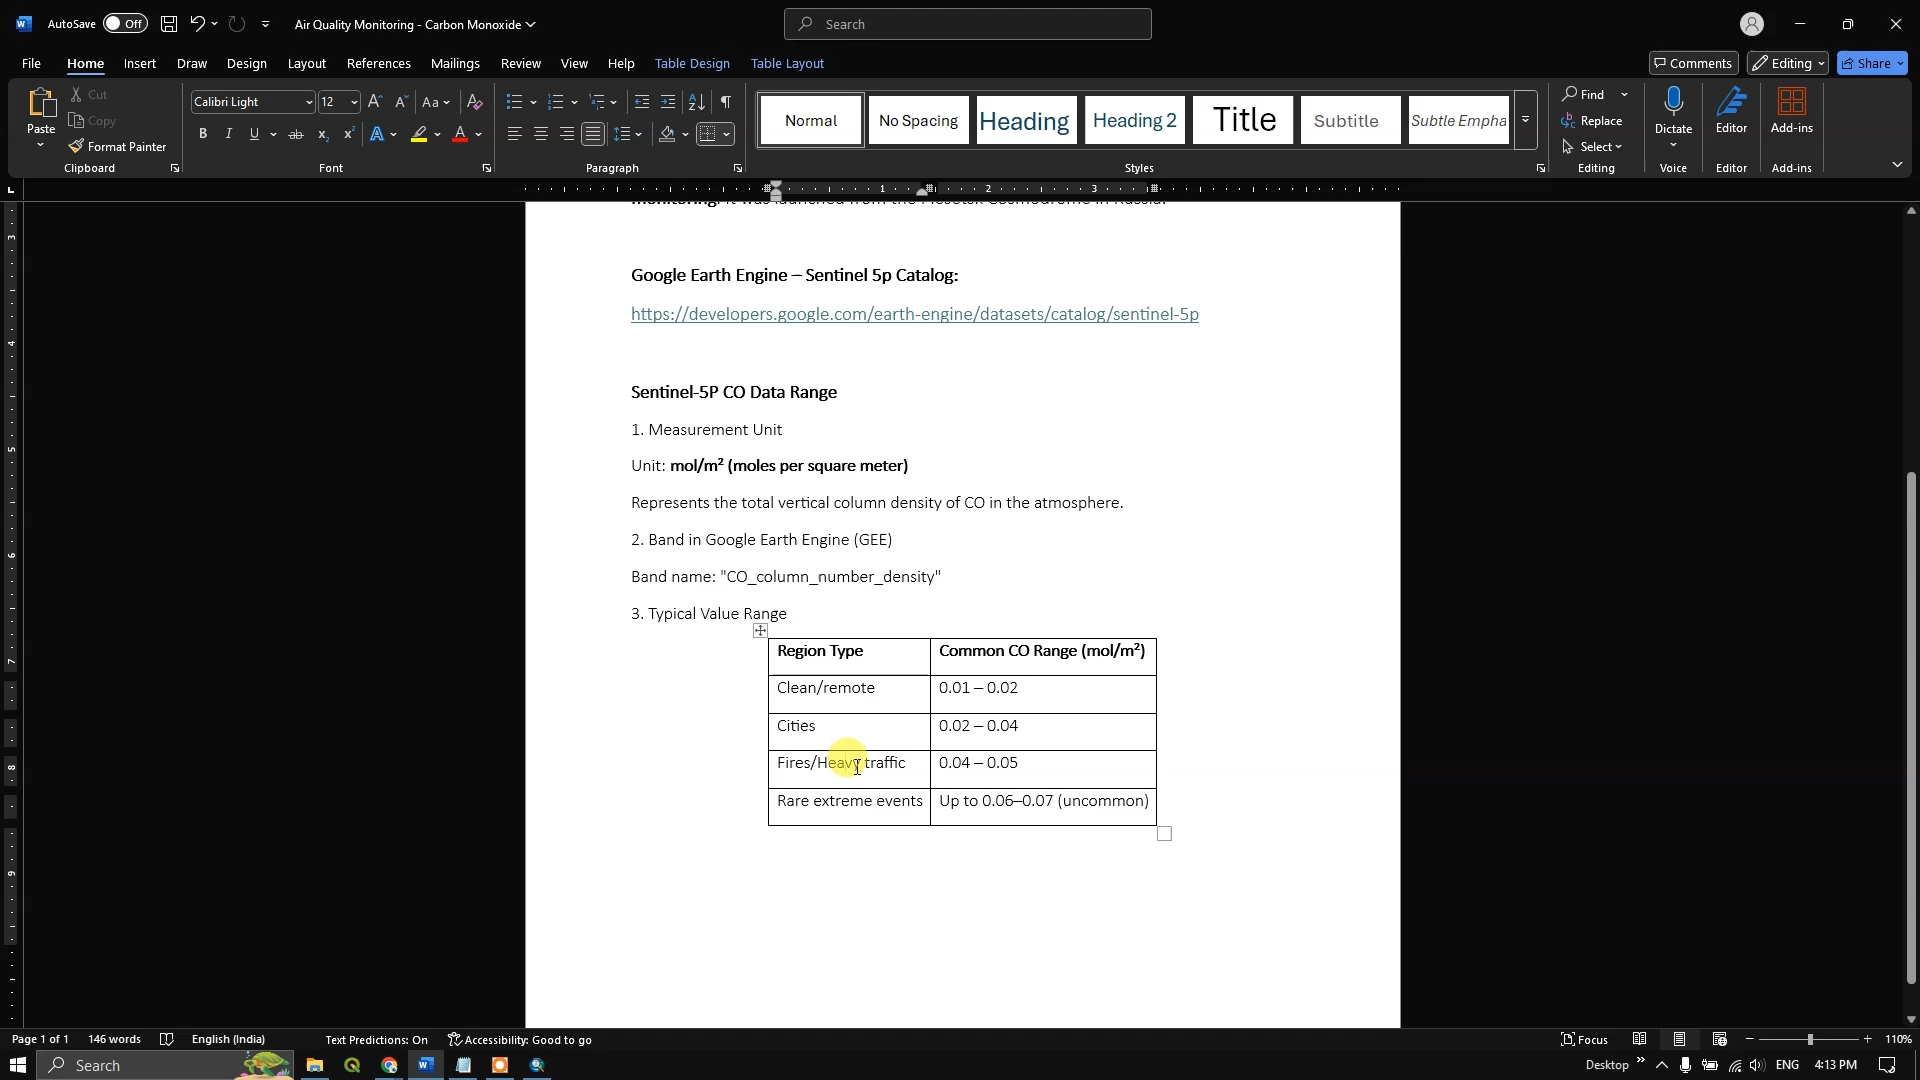 AutoSave Off Air Quality Monitoring - Carbon Monoxide Search
File Home Insert Draw Design Layout References Mailings Review View Help Table Design Table Layout Comments Editing Share
Paste Cut Copy Format Painter Clipboard
Calibri Light 12 Font
Paragraph
Normal No Spacing Heading Heading 2 Title Subtitle Subtle Empha Styles
Find Replace Select Editing
Dictate Voice
Editor Editor
Add-ins Add-ins
Google Earth Engine – Sentinel 5p Catalog:
https://developers.google.com/earth-engine/datasets/catalog/sentinel-5p
Sentinel-5P CO Data Range
1. Measurement Unit
Unit: mol/m² (moles per square meter)
Represents the total vertical column density of CO in the atmosphere.
2. Band in Google Earth Engine (GEE)
Band name: "CO_column_number_density"
3. Typical Value Range
Region Type Common CO Range (mol/m²)
Clean/remote 0.01 – 0.02
Cities 0.02 – 0.04
Fires/Heavy traffic 0.04 – 0.05
Rare extreme events Up to 0.06–0.07 (uncommon)
Page 1 of 1 146 words English (India) Text Predictions: On Accessibility: Good to go Focus 110%
Search Desktop ENG 4:13 PM